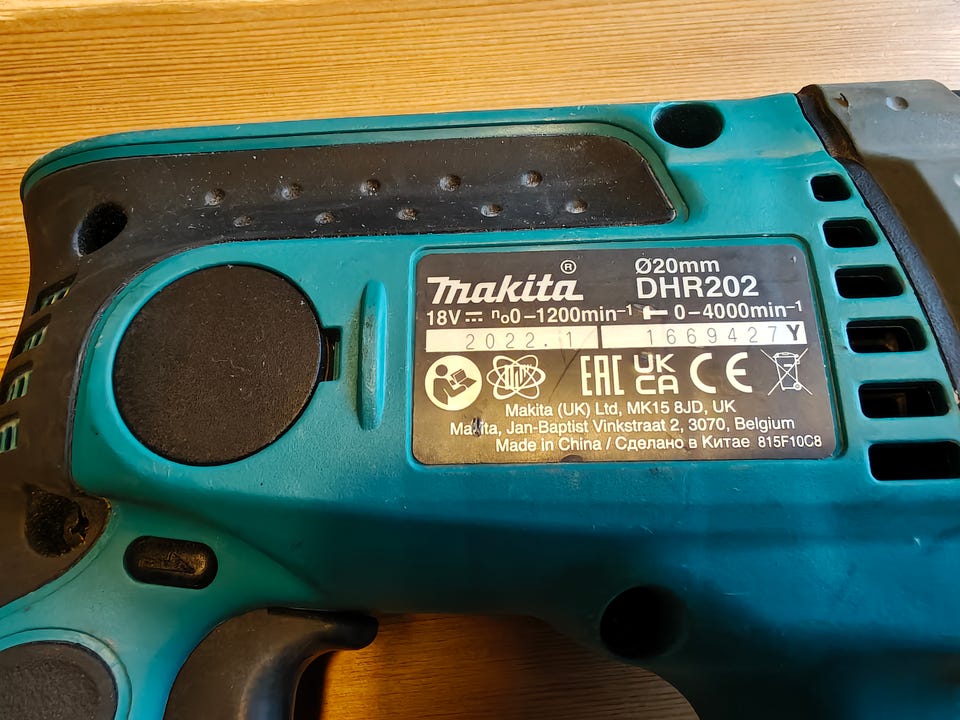 Makita® Ø20mm
DHR202
18V ⎓ n₀0–1200min⁻¹ 0–4000min⁻¹
2022.1 1669427Y
EAC UK CA CE
Makita (UK) Ltd, MK15 8JD, UK
Makita, Jan-Baptist Vinkstraat 2, 3070, Belgium
Made in China / Сделано в Китае 815F10C8